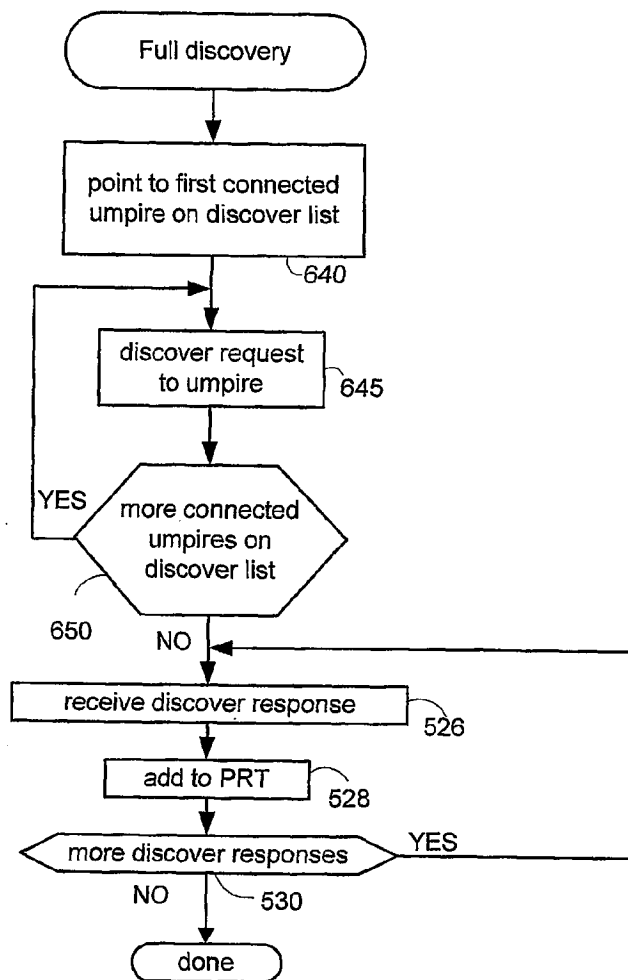 Full discovery
point to first connected
umpire on discover list
640
discover request
to umpire
645
YES
more connected
umpires on
discover list
650
NO
receive discover response
526
add to PRT
528
more discover responses
YES
NO
530
done